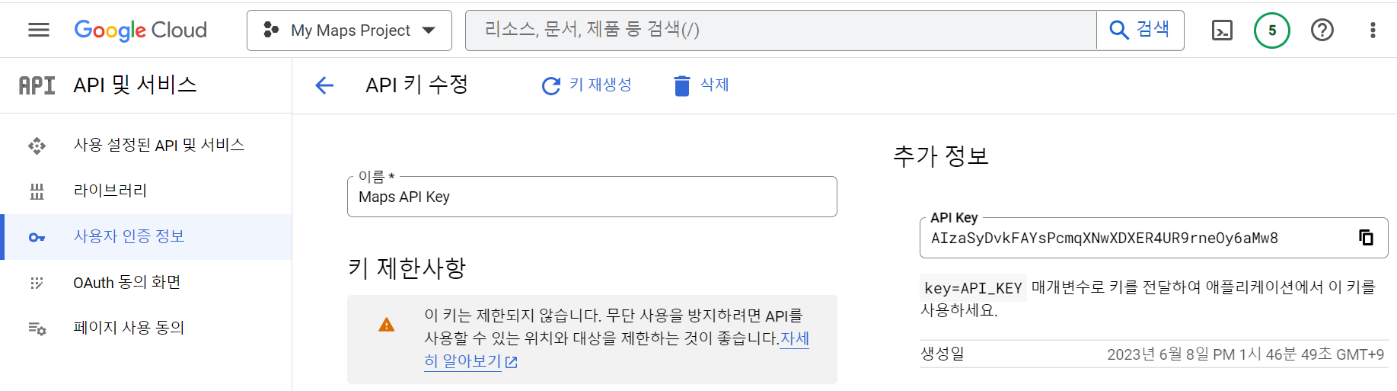 Google Cloud
My Maps Project
리소스, 문서, 제품 등 검색(/)
검색
5
API
API 및 서비스
API 키 수정
키 재생성
삭제
사용 설정된 API 및 서비스
라이브러리
사용자 인증 정보
OAuth 동의 화면
페이지 사용 동의
이름 *
Maps API Key
키 제한사항
이 키는 제한되지 않습니다. 무단 사용을 방지하려면 API를
사용할 수 있는 위치와 대상을 제한하는 것이 좋습니다.자세
히 알아보기
추가 정보
API Key
AIzaSyDvkFAYsPcmqXNwXDXER4UR9rneOy6aMw8
key=API_KEY 매개변수로 키를 전달하여 애플리케이션에서 이 키를
사용하세요.
생성일
2023년 6월 8일 PM 1시 46분 49초 GMT+9